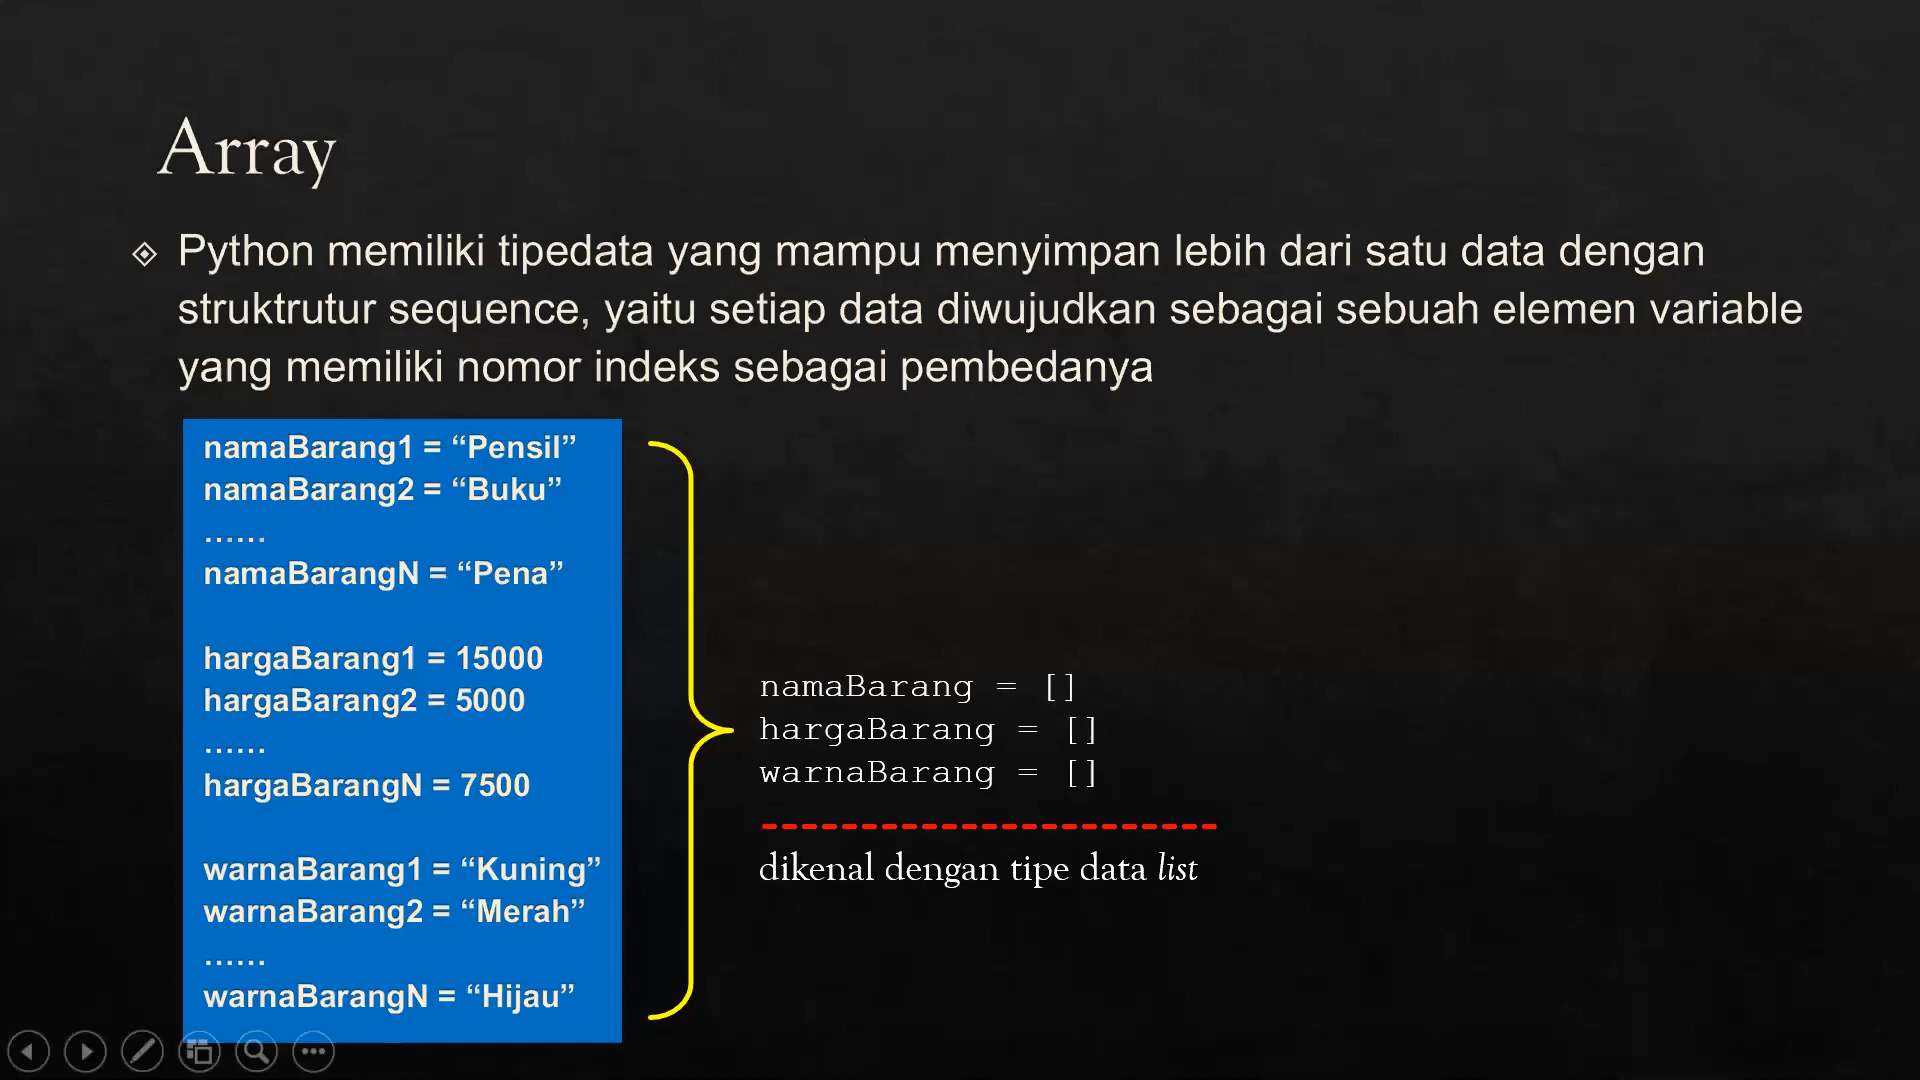 Array
Python memiliki tipedata yang mampu menyimpan lebih dari satu data dengan
struktrutur sequence, yaitu setiap data diwujudkan sebagai sebuah elemen variable
yang memiliki nomor indeks sebagai pembedanya
namaBarang1 = “Pensil”
namaBarang2 = “Buku”
......
namaBarangN = “Pena”
hargaBarang1 = 15000
hargaBarang2 = 5000
......
hargaBarangN = 7500
warnaBarang1 = “Kuning”
warnaBarang2 = “Merah”
......
warnaBarangN = “Hijau”
namaBarang = []
hargaBarang = []
warnaBarang = []
dikenal dengan tipe data list